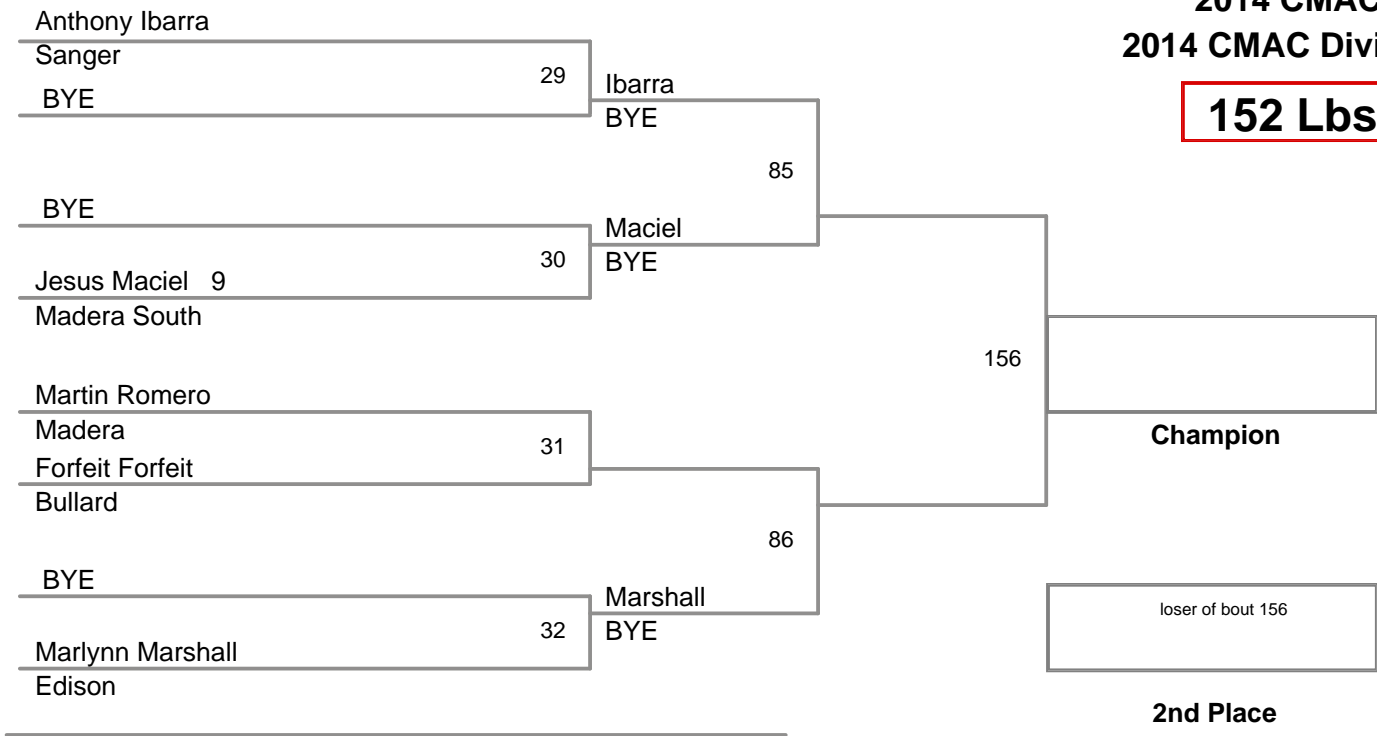 2014 CMAC
2014 CMAC Divi
152 Lbs
Anthony Ibarra
Sanger
29
BYE
Ibarra
BYE
85
BYE
30
Maciel
BYE
Jesus Maciel 9
Madera South
156
Martin Romero
Madera
31
Forfeit Forfeit
Bullard
Champion
86
BYE
32
Marshall
BYE
Marlynn Marshall
Edison
loser of bout 156
2nd Place